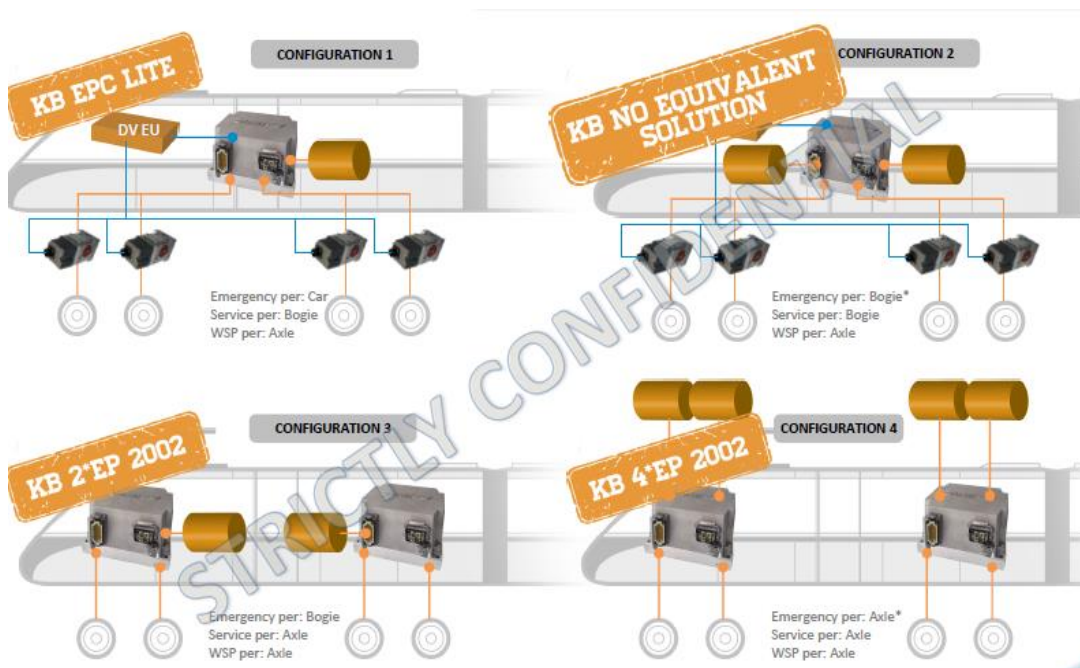 CONFIGURATION 1
KB EPC LITE
DV EU
Emergency per: Car
Service per: Bogie
WSP per: Axle
CONFIGURATION 2
KB NO EQUIVALENT
SOLUTION
Emergency per: Bogie*
Service per: Bogie
WSP per: Axle
STRICTLY CONFIDENTIAL
CONFIGURATION 3
KB 2*EP 2002
Emergency per: Bogie
Service per: Axle
WSP per: Axle
CONFIGURATION 4
KB 4*EP 2002
Emergency per: Axle*
Service per: Axle
WSP per: Axle